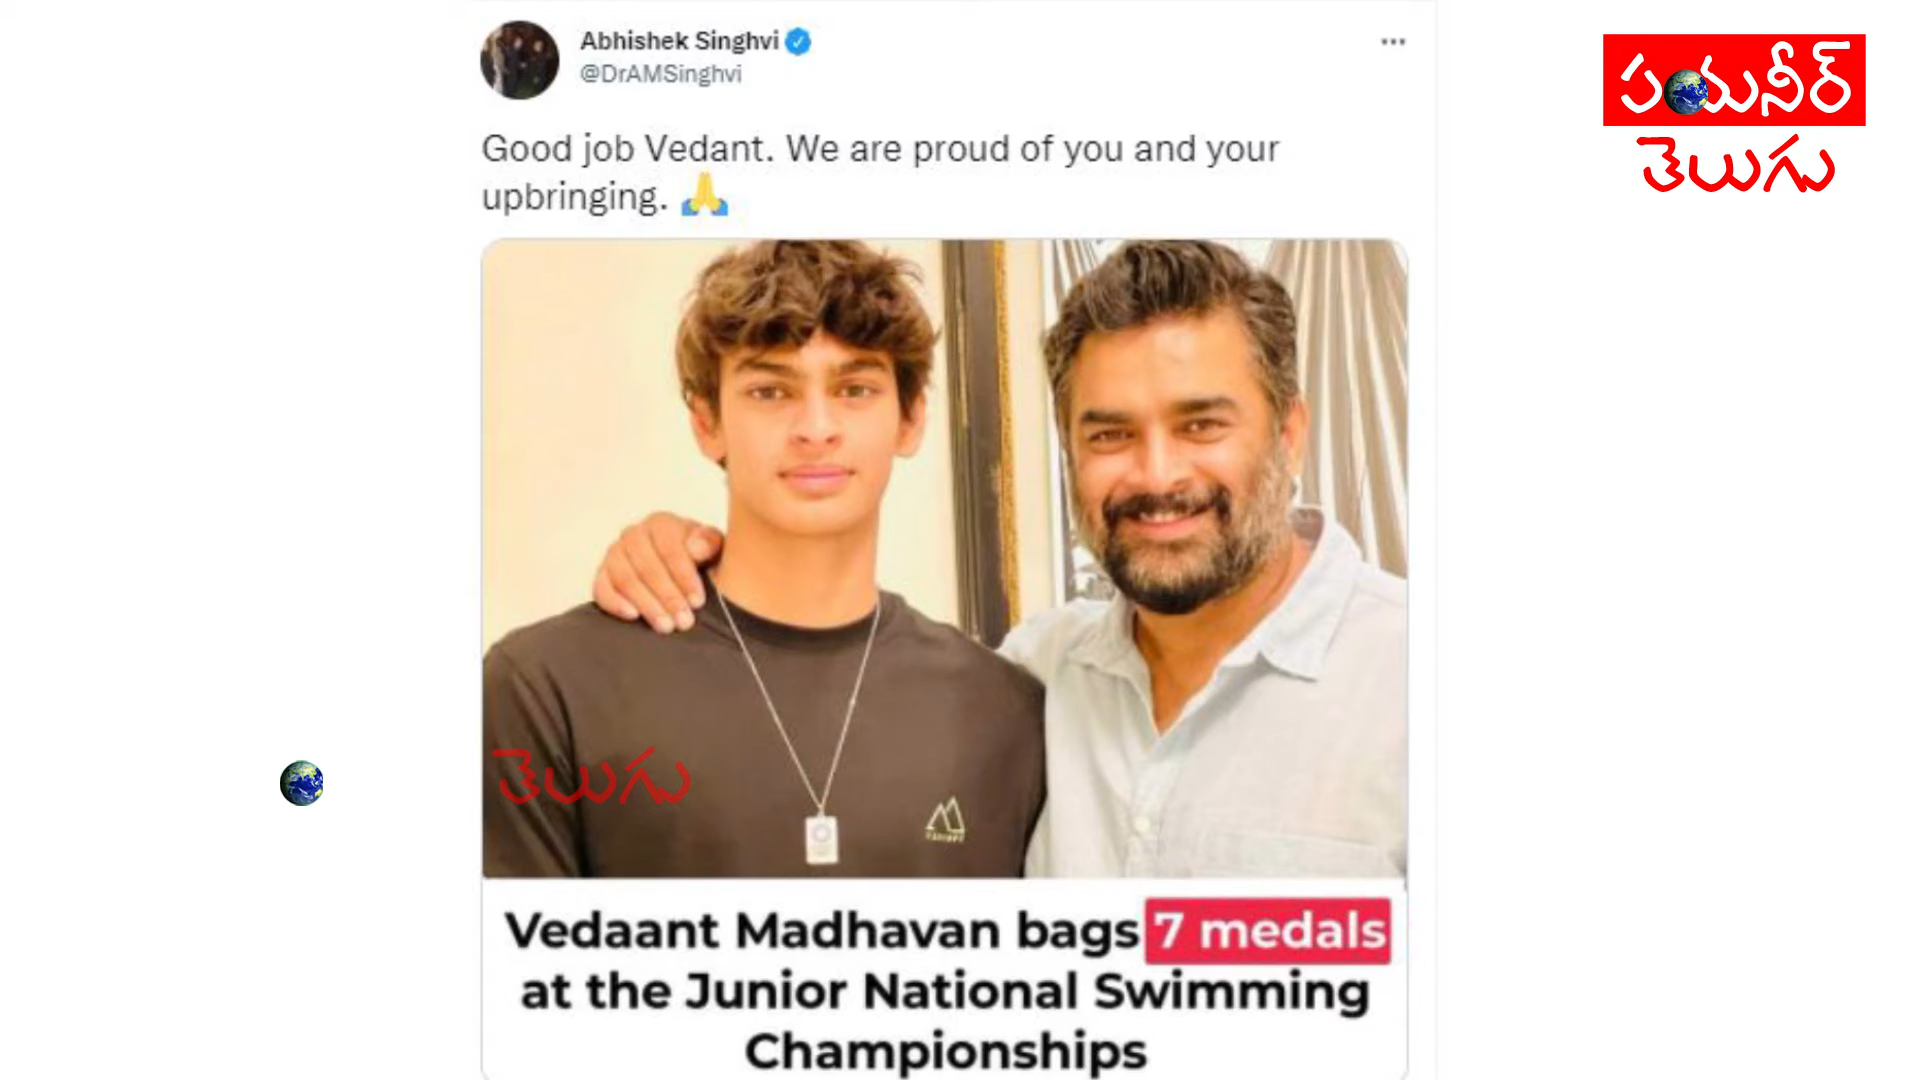 Abhishek Singhvi
@DrAMSinghvi
Good job Vedant. We are proud of you and your
upbringing. 🙏
తెలుగు
Vedaant Madhavan bags 7 medals
at the Junior National Swimming
Championships
పయనీర్
తెలుగు